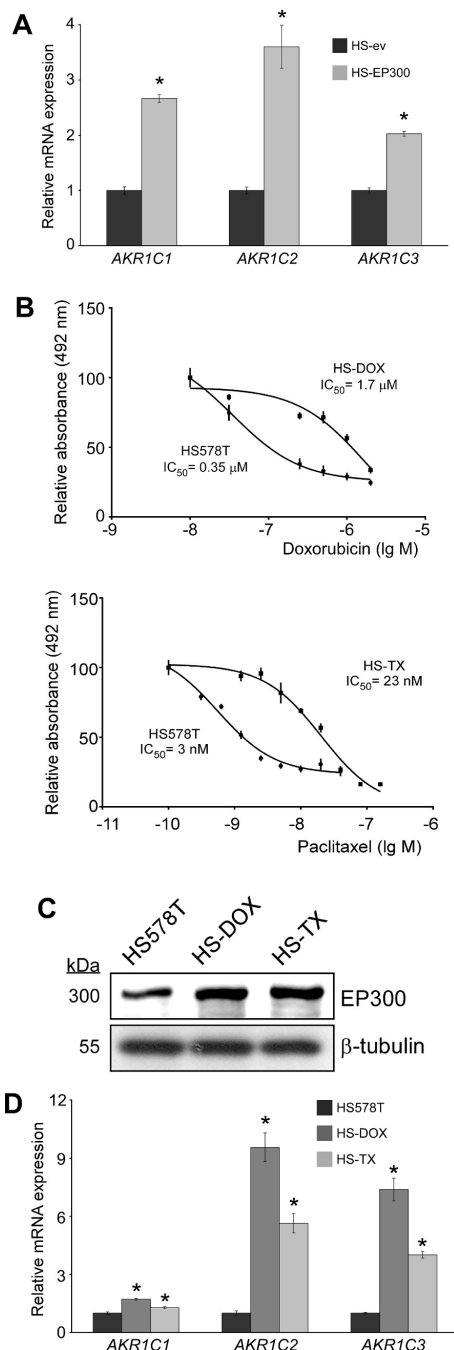 A
Relative mRNA expression
4
3
2
1
0
HS-ev
HS-EP300
*
*
*
AKR1C1
AKR1C2
AKR1C3
B
Relative absorbance (492 nm)
150
100
50
0
HS-DOX
IC50= 1.7 μM
HS578T
IC50= 0.35 μM
-9
-8
-7
-6
-5
Doxorubicin (lg M)
Relative absorbance (492 nm)
150
100
50
0
HS-TX
IC50= 23 nM
HS578T
IC50= 3 nM
-11
-10
-9
-8
-7
-6
Paclitaxel (lg M)
C
HS578T
HS-DOX
HS-TX
kDa
300
EP300
55
β-tubulin
D
Relative mRNA expression
12
9
6
3
0
HS578T
HS-DOX
HS-TX
*
*
*
*
*
*
AKR1C1
AKR1C2
AKR1C3